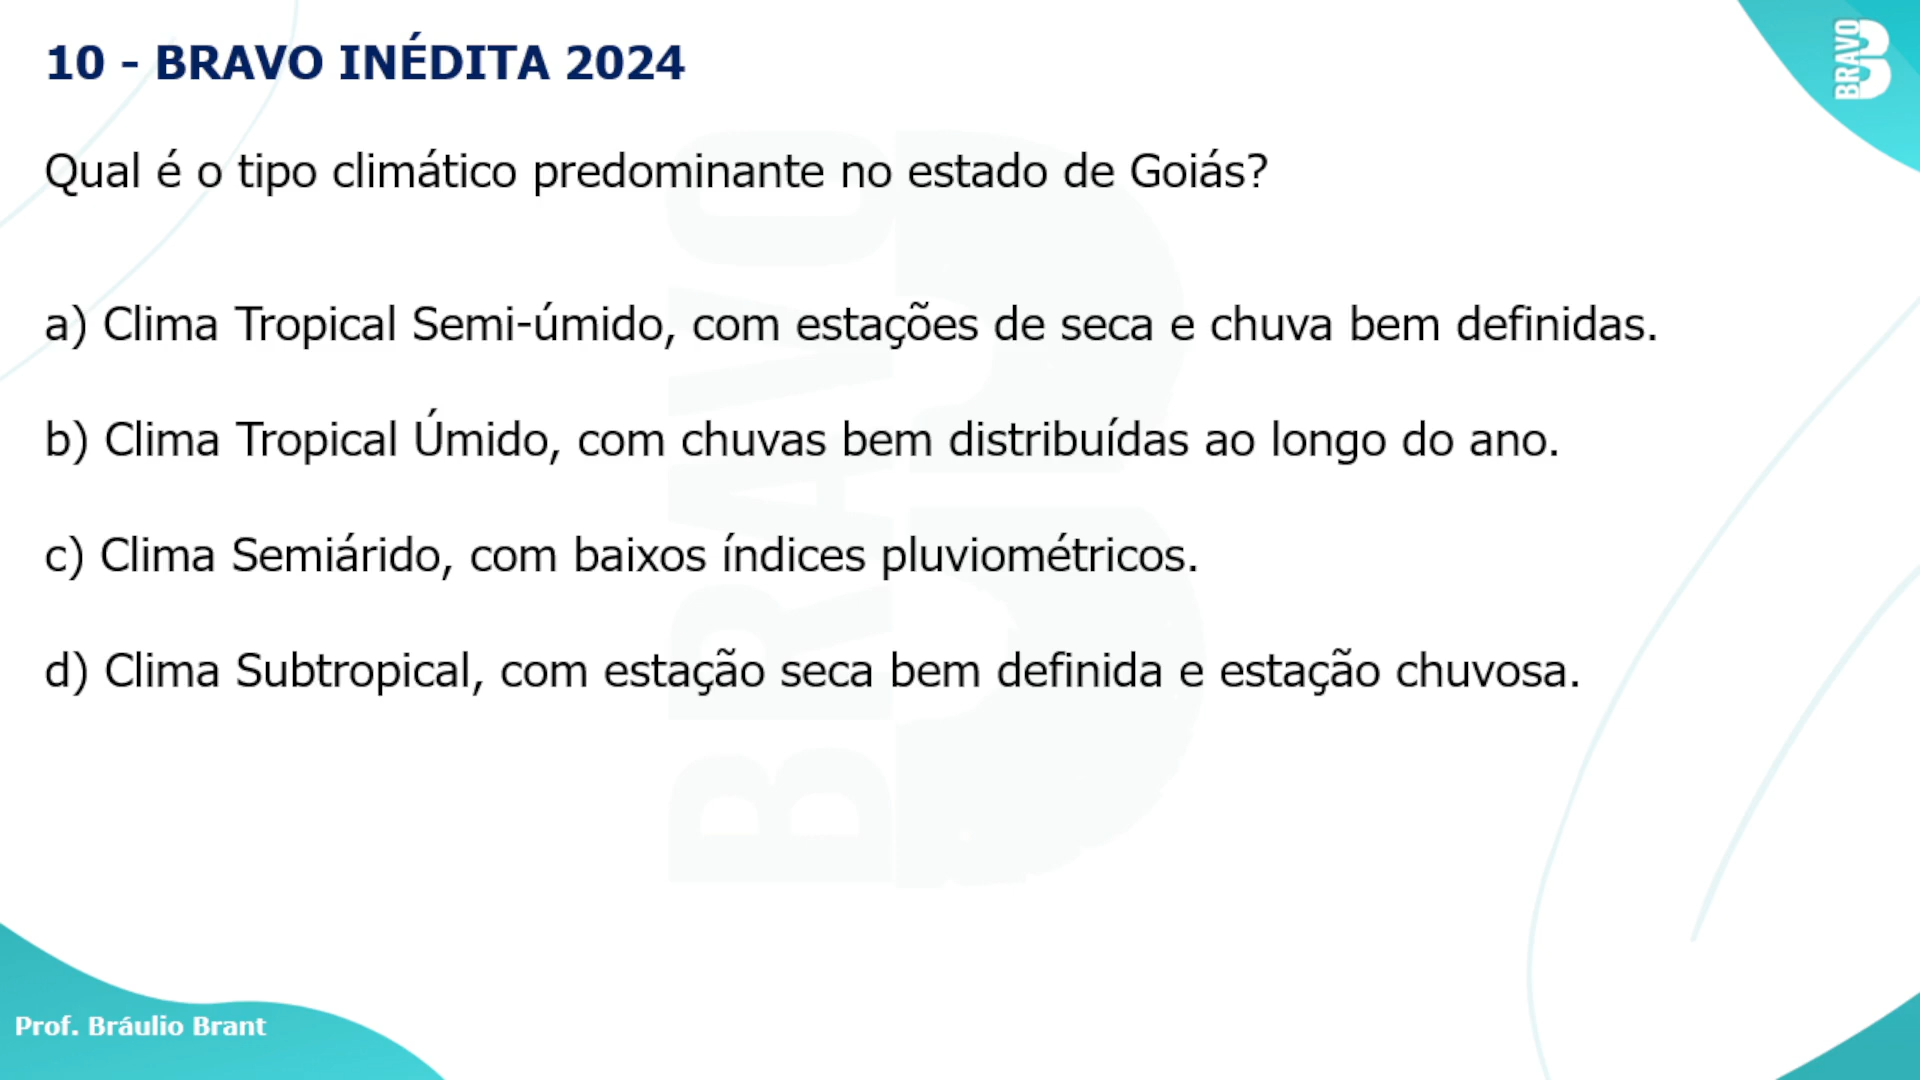 10 - BRAVO INÉDITA 2024
BRAVO
Qual é o tipo climático predominante no estado de Goiás?
a) Clima Tropical Semi-úmido, com estações de seca e chuva bem definidas.
b) Clima Tropical Úmido, com chuvas bem distribuídas ao longo do ano.
c) Clima Semiárido, com baixos índices pluviométricos.
d) Clima Subtropical, com estação seca bem definida e estação chuvosa.
BRAVO
Prof. Bráulio Brant